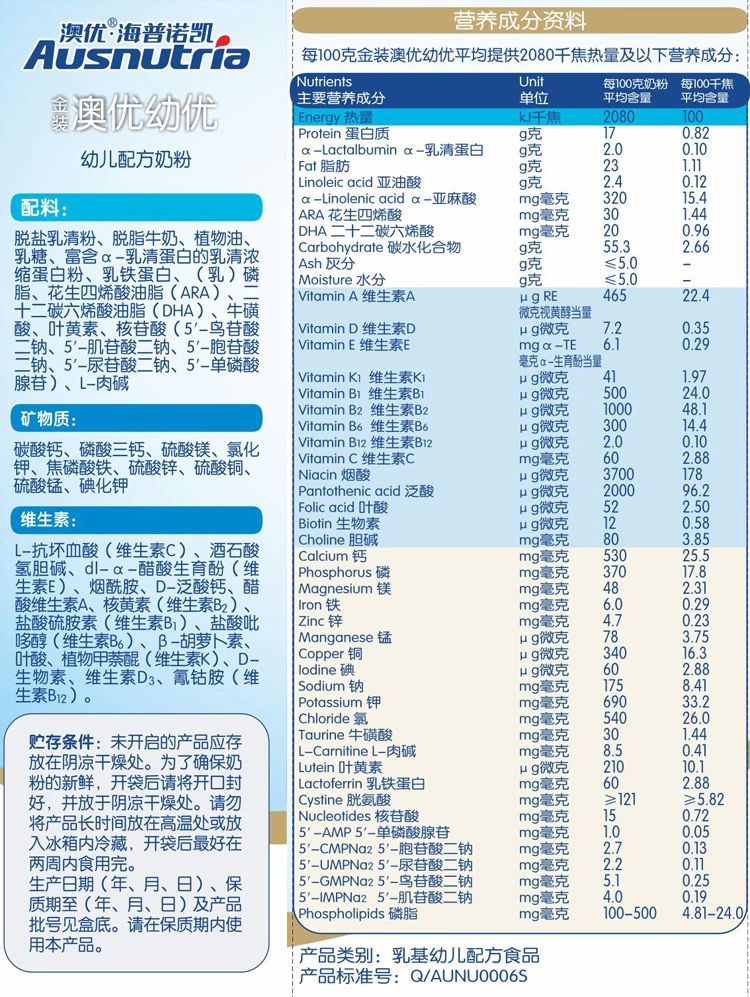 澳优®·海普诺凯
Ausnutria
金装 澳优幼优
幼儿配方奶粉
配料:
脱盐乳清粉、脱脂牛奶、植物油、
乳糖、富含α-乳清蛋白的乳清浓
缩蛋白粉、乳铁蛋白、（乳）磷
脂、花生四烯酸油脂（ARA）、二
十二碳六烯酸油脂（DHA）、牛磺
酸、叶黄素、核苷酸（5′-鸟苷酸
二钠、5′-肌苷酸二钠、5′-胞苷酸
二钠、5′-尿苷酸二钠、5′-单磷酸
腺苷）、L-肉碱
矿物质:
碳酸钙、磷酸三钙、硫酸镁、氯化
钾、焦磷酸铁、硫酸锌、硫酸铜、
硫酸锰、碘化钾
维生素:
L-抗坏血酸（维生素C）、酒石酸
氢胆碱、dl-α-醋酸生育酚（维
生素E）、烟酰胺、D-泛酸钙、醋
酸维生素A、核黄素（维生素B2）、
盐酸硫胺素（维生素B1）、盐酸吡
哆醇（维生素B6）、β-胡萝卜素、
叶酸、植物甲萘醌（维生素K）、D-
生物素、维生素D3、氰钴胺（维
生素B12）。
贮存条件：未开启的产品应存
放在阴凉干燥处。为了确保奶
粉的新鲜，开袋后请将开口封
好，并放于阴凉干燥处。请勿
将产品长时间放在高温处或放
入冰箱内冷藏，开袋后最好在
两周内食用完。
生产日期（年、月、日）、保
质期至（年、月、日）及产品
批号见盒底。请在保质期内使
用本产品。
营养成分资料
每100克金装澳优幼优平均提供2080千焦热量及以下营养成分：
Nutrients Unit 每100克奶粉 每100千焦
主要营养成分 单位 平均含量 平均含量
Energy 热量 kJ千焦 2080 100
Protein 蛋白质 g克 17 0.82
α-Lactalbumin α-乳清蛋白 g克 2.0 0.10
Fat 脂肪 g克 23 1.11
Linoleic acid 亚油酸 g克 2.4 0.12
α-Linolenic acid α-亚麻酸 mg毫克 320 15.4
ARA 花生四烯酸 mg毫克 30 1.44
DHA 二十二碳六烯酸 mg毫克 20 0.96
Carbohydrate 碳水化合物 g克 55.3 2.66
Ash 灰分 g克 ≤5.0 -
Moisture 水分 g克 ≤5.0 -
Vitamin A 维生素A μg RE 465 22.4
微克视黄醇当量
Vitamin D 维生素D μg微克 7.2 0.35
Vitamin E 维生素E mg α-TE 6.1 0.29
毫克α-生育酚当量
Vitamin K1 维生素K1 μg微克 41 1.97
Vitamin B1 维生素B1 μg微克 500 24.0
Vitamin B2 维生素B2 μg微克 1000 48.1
Vitamin B6 维生素B6 μg微克 300 14.4
Vitamin B12 维生素B12 μg微克 2.0 0.10
Vitamin C 维生素C mg毫克 60 2.88
Niacin 烟酸 μg微克 3700 178
Pantothenic acid 泛酸 μg微克 2000 96.2
Folic acid 叶酸 μg微克 52 2.50
Biotin 生物素 μg微克 12 0.58
Choline 胆碱 mg毫克 80 3.85
Calcium 钙 mg毫克 530 25.5
Phosphorus 磷 mg毫克 370 17.8
Magnesium 镁 mg毫克 48 2.31
Iron 铁 mg毫克 6.0 0.29
Zinc 锌 mg毫克 4.7 0.23
Manganese 锰 μg微克 78 3.75
Copper 铜 μg微克 340 16.3
Iodine 碘 μg微克 60 2.88
Sodium 钠 mg毫克 175 8.41
Potassium 钾 mg毫克 690 33.2
Chloride 氯 mg毫克 540 26.0
Taurine 牛磺酸 mg毫克 30 1.44
L-Carnitine L-肉碱 mg毫克 8.5 0.41
Lutein 叶黄素 μg微克 210 10.1
Lactoferrin 乳铁蛋白 mg毫克 60 2.88
Cystine 胱氨酸 mg毫克 ≥121 ≥5.82
Nucleotides 核苷酸 mg毫克 15 0.72
5′-AMP 5′-单磷酸腺苷 mg毫克 1.0 0.05
5′-CMPNa2 5′-胞苷酸二钠 mg毫克 2.7 0.13
5′-UMPNa2 5′-尿苷酸二钠 mg毫克 2.2 0.11
5′-GMPNa2 5′-鸟苷酸二钠 mg毫克 5.1 0.25
5′-IMPNa2 5′-肌苷酸二钠 mg毫克 4.0 0.19
Phospholipids 磷脂 mg毫克 100-500 4.81-24.0
产品类别：乳基幼儿配方食品
产品标准号：Q/AUNU0006S